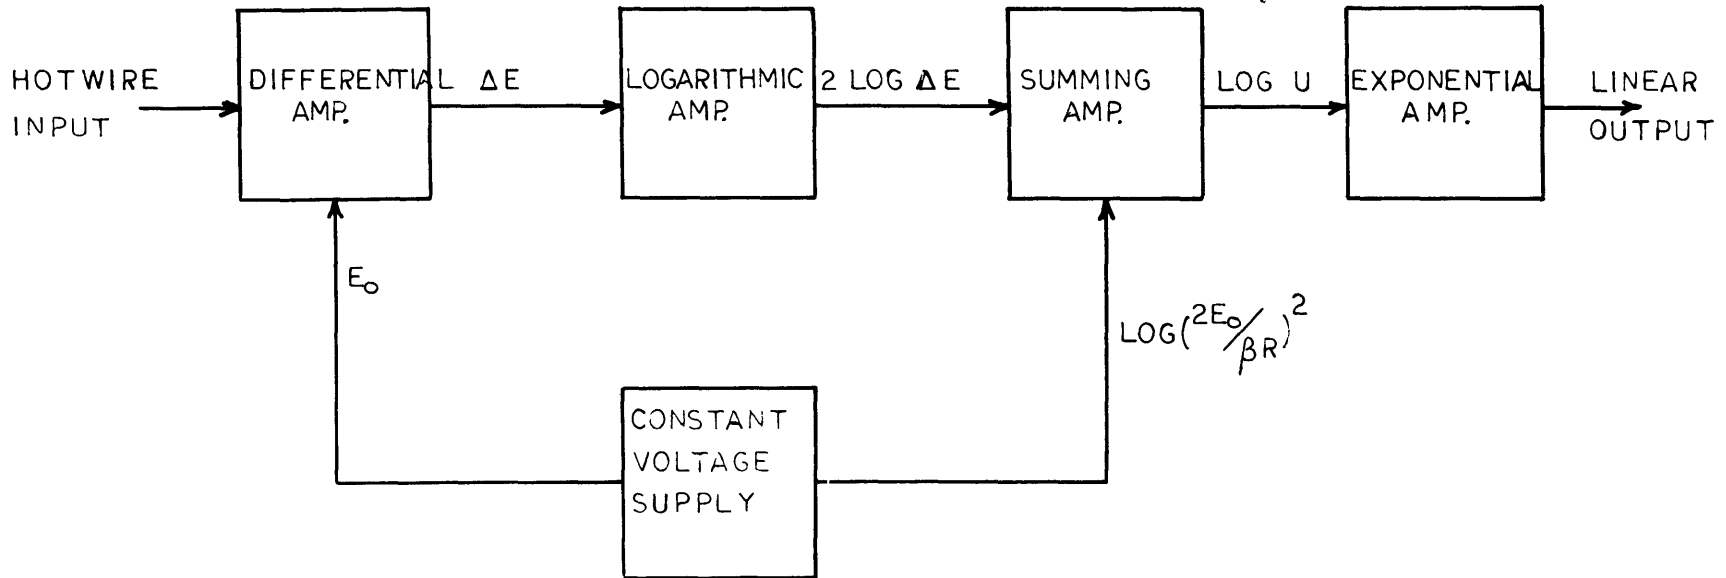 HOTWIRE
INPUT
DIFFERENTIAL
AMP.
ΔE
LOGARITHMIC
AMP.
2 LOG ΔE
SUMMING
AMP.
LOG U
EXPONENTIAL
AMP.
LINEAR
OUTPUT
E₀
LOG(2E₀/βR)²
CONSTANT
VOLTAGE
SUPPLY